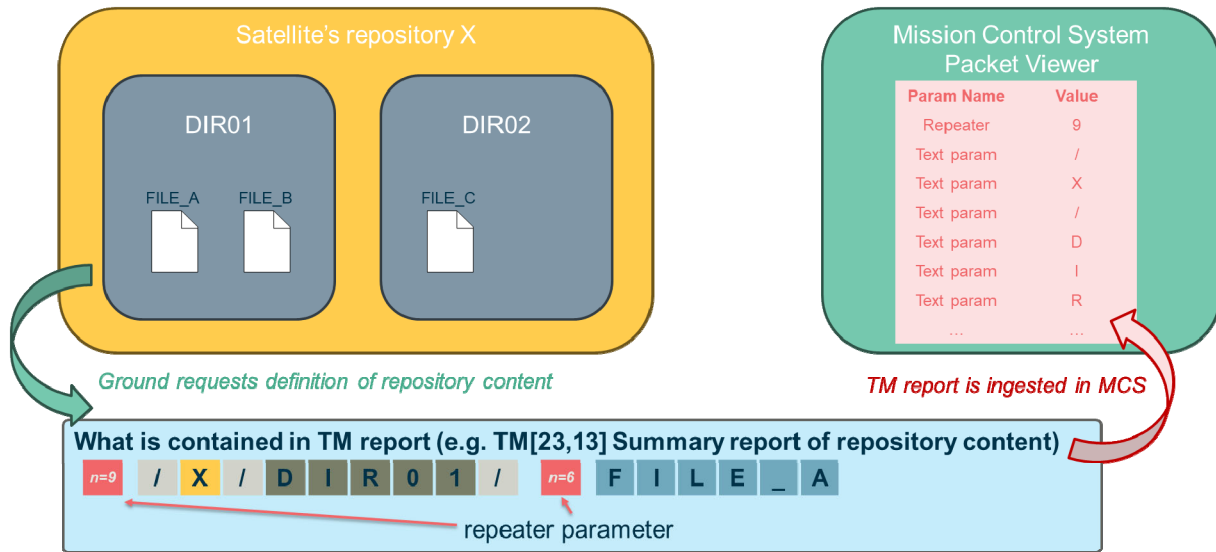 Satellite's repository X
DIR01
DIR02
FILE_A
FILE_B
FILE_C
Mission Control System
Packet Viewer
Param Name Value
Repeater 9
Text param /
Text param X
Text param /
Text param D
Text param I
Text param R
... ...
Ground requests definition of repository content
TM report is ingested in MCS
What is contained in TM report (e.g. TM[23,13] Summary report of repository content)
n=9 / X / D I R 0 1 / n=6 F I L E _ A
repeater parameter